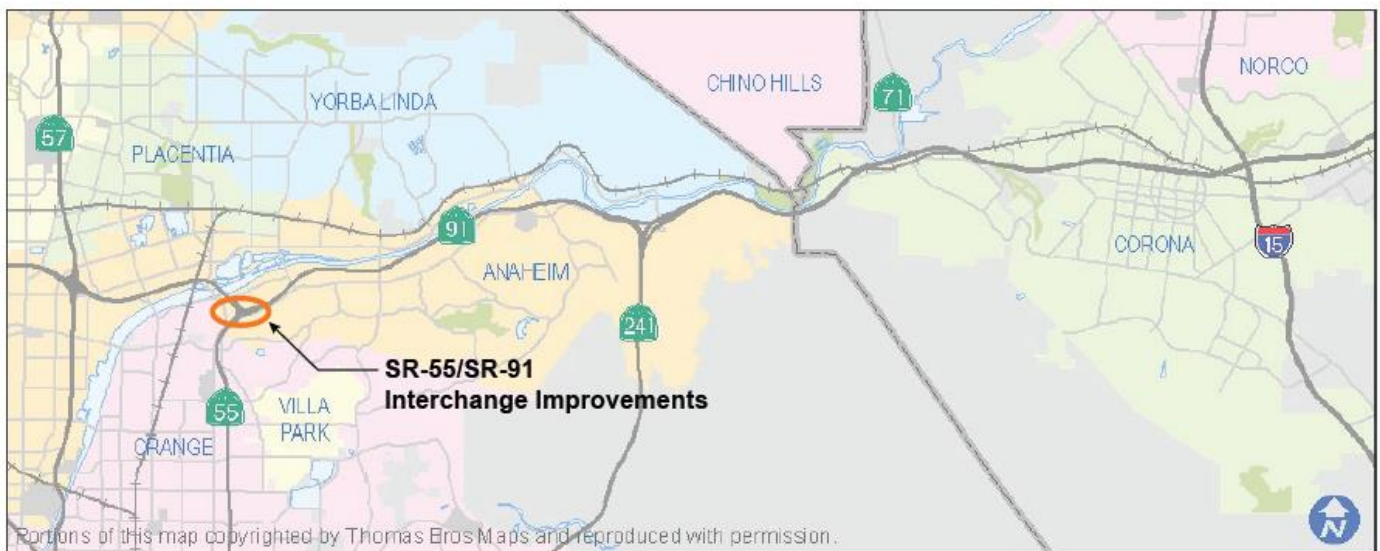 CHINO HILLS
NORCO
71
YORBA LINDA
57
PLACENTIA
91
15
CORONA
ANAHEIM
241
SR-55/SR-91
Interchange Improvements
55
VILLA
PARK
ORANGE
Portions of this map copyrighted by Thomas Bros Maps and reproduced with permission.
N